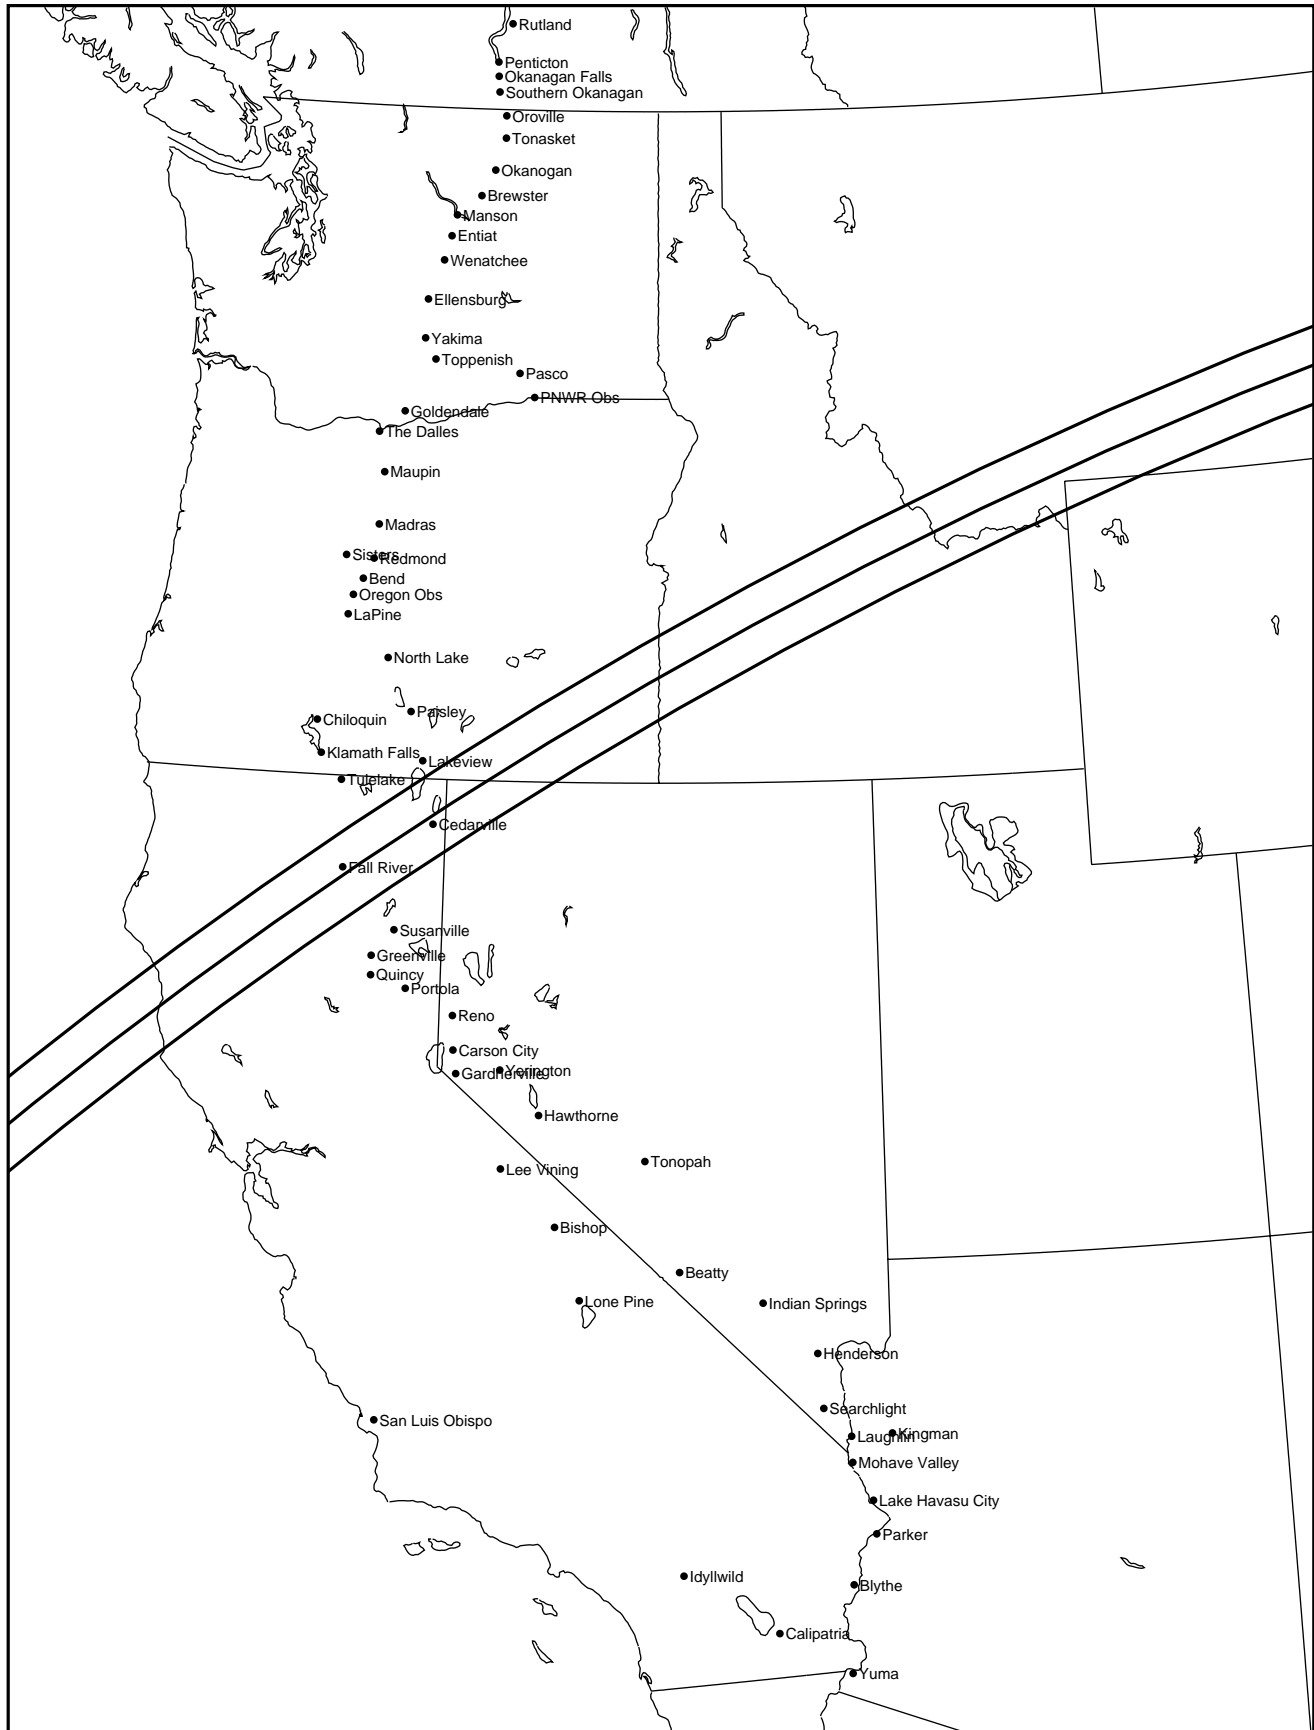 Rutland
Penticton
Okanagan Falls
Southern Okanagan
Oroville
Tonasket
Okanogan
Brewster
Manson
Entiat
Wenatchee
Ellensburg
Yakima
Toppenish
Pasco
PNWR Obs
Goldendale
The Dalles
Maupin
Madras
Sisters
Redmond
Bend
Oregon Obs
LaPine
North Lake
Paisley
Chiloquin
Klamath Falls
Lakeview
Tulelake
Cedarville
Fall River
Susanville
Greenville
Quincy
Portola
Reno
Carson City
Yerington
Gardnerville
Hawthorne
Tonopah
Lee Vining
Bishop
Beatty
Lone Pine
Indian Springs
Henderson
Searchlight
San Luis Obispo
Kingman
Laughlin
Mohave Valley
Lake Havasu City
Parker
Idyllwild
Blythe
Calipatria
Yuma